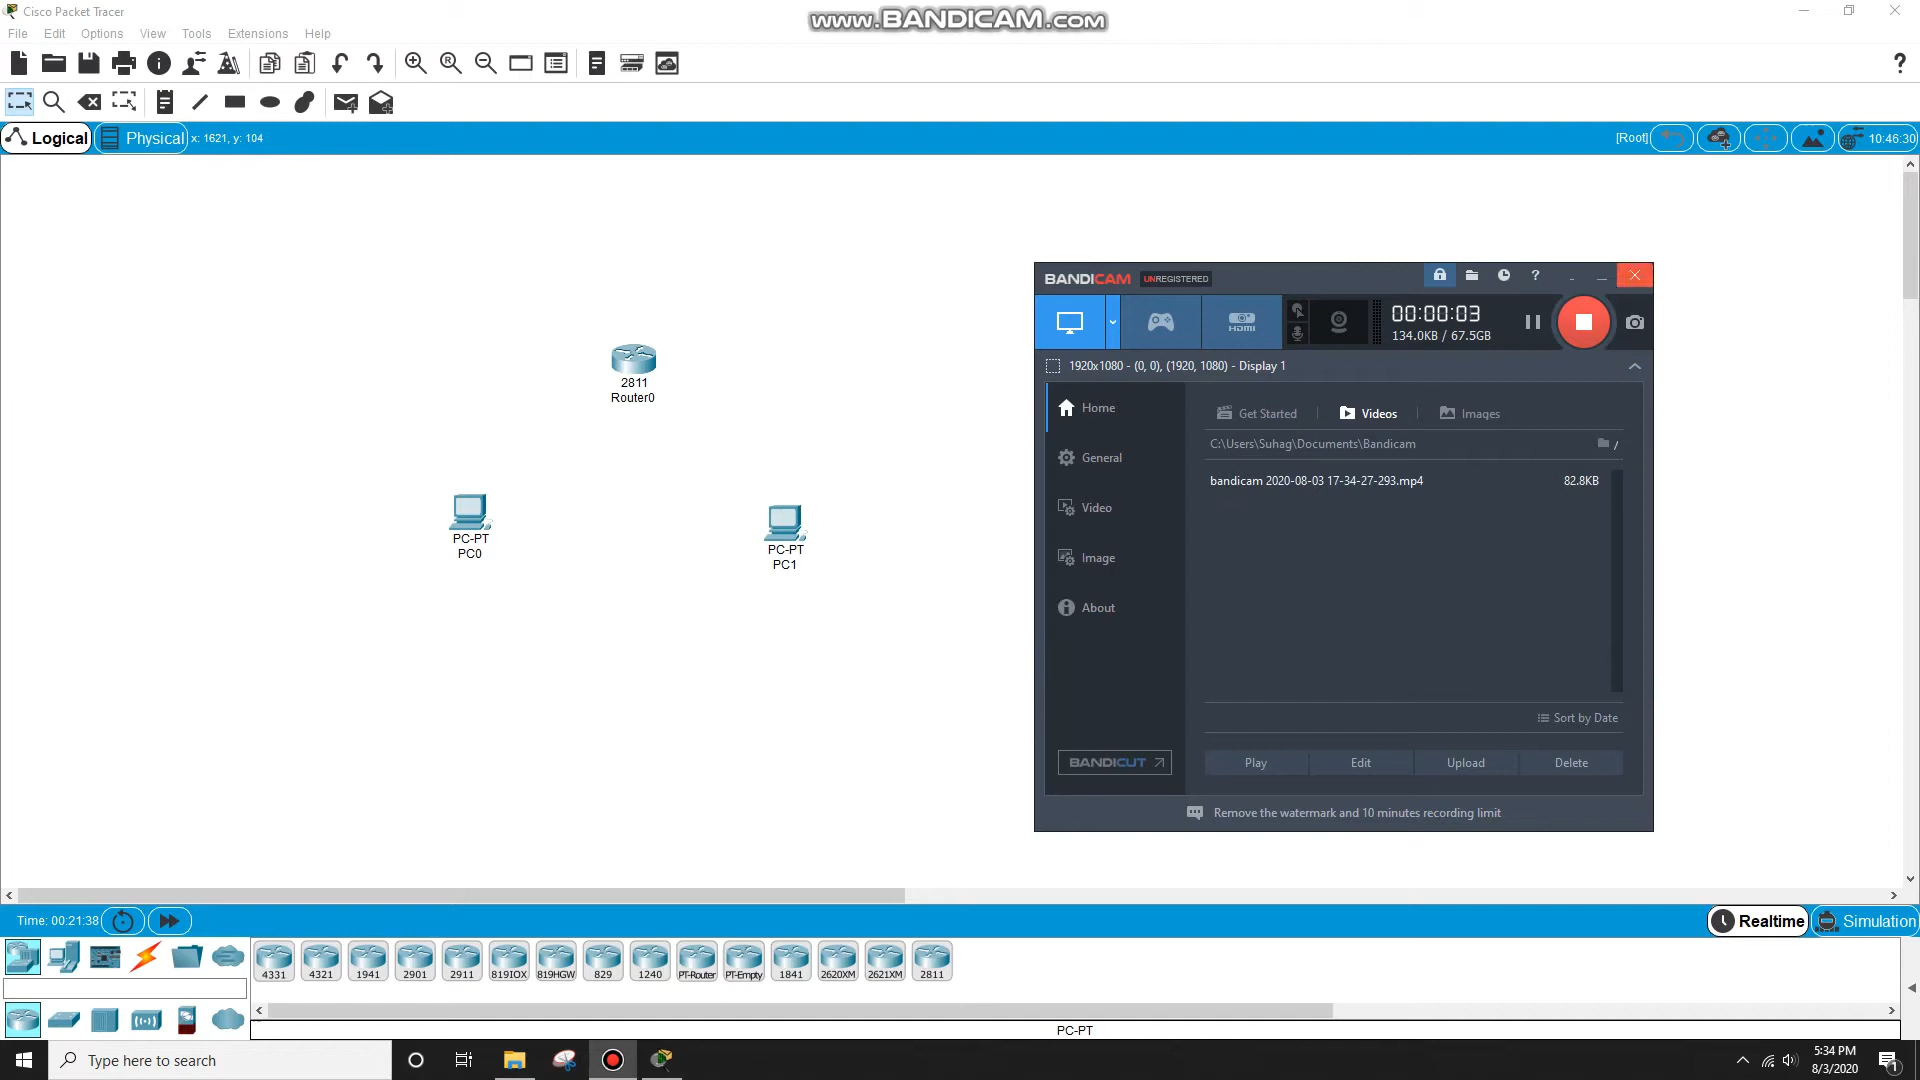 Cisco Packet Tracer
www.BANDICAM.com
File Edit Options View Tools Extensions Help
Logical Physical x: 1621, y: 104
[Root] 10:46:30
2811
Router0
PC-PT
PC0
PC-PT
PC1
BANDICAM UNREGISTERED
HDMI
00:00:03
134.0KB / 67.5GB
1920x1080 - (0, 0), (1920, 1080) - Display 1
Home
General
Video
Image
About
BANDICUT
Get Started Videos Images
C:\Users\Suhag\Documents\Bandicam
bandicam 2020-08-03 17-34-27-293.mp4 82.8KB
Sort by Date
Play Edit Upload Delete
Remove the watermark and 10 minutes recording limit
Time: 00:21:38
Realtime Simulation
4331 4321 1941 2901 2911 819IOX 819HGW 829 1240 PT-Router PT-Empty 1841 2620XM 2621XM 2811
PC-PT
Type here to search
5:34 PM
8/3/2020
1